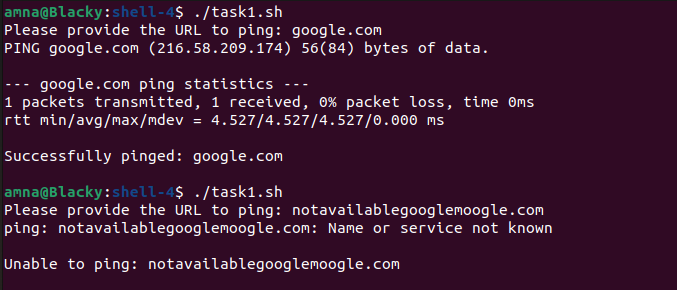 amna@Blacky:shell-4$ ./task1.sh
Please provide the URL to ping: google.com
PING google.com (216.58.209.174) 56(84) bytes of data.
--- google.com ping statistics ---
1 packets transmitted, 1 received, 0% packet loss, time 0ms
rtt min/avg/max/mdev = 4.527/4.527/4.527/0.000 ms
Successfully pinged: google.com
amna@Blacky:shell-4$ ./task1.sh
Please provide the URL to ping: notavailablegooglemoogle.com
ping: notavailablegooglemoogle.com: Name or service not known
Unable to ping: notavailablegooglemoogle.com